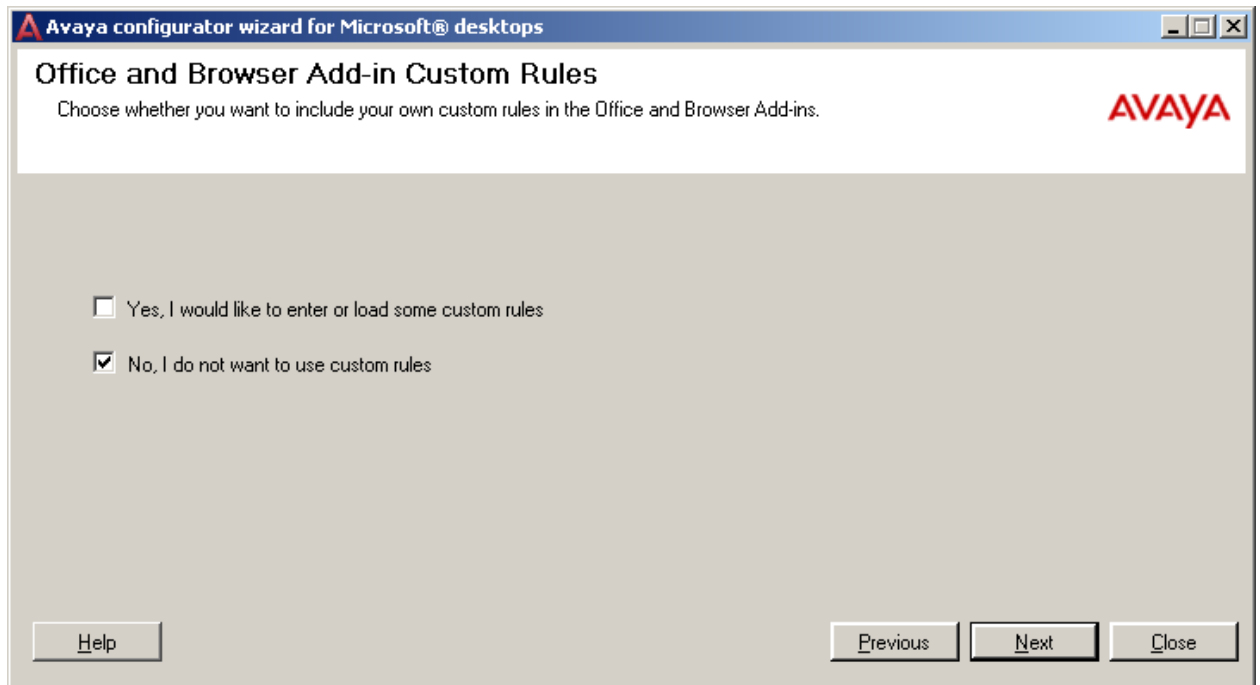 Avaya configurator wizard for Microsoft® desktops
Office and Browser Add-in Custom Rules
Choose whether you want to include your own custom rules in the Office and Browser Add-ins.
AVAYA
Yes, I would like to enter or load some custom rules
No, I do not want to use custom rules
Help
Previous
Next
Close